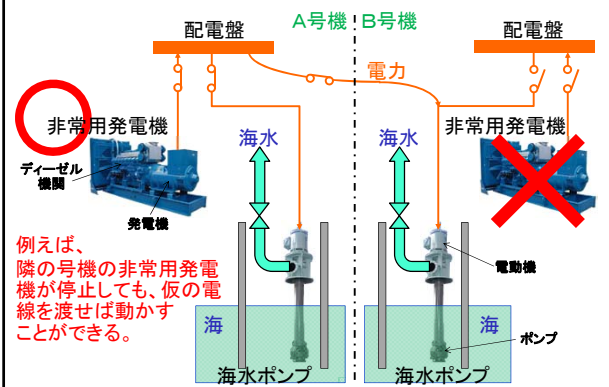 A号機
B号機
配電盤
配電盤
電力
非常用発電機
非常用発電機
ディーゼル
機関
発電機
海水
海水
例えば、
隣の号機の非常用発電
機が停止しても、仮の電
線を渡せば動かす
ことができる。
電動機
海
海
ポンプ
海水ポンプ
海水ポンプ